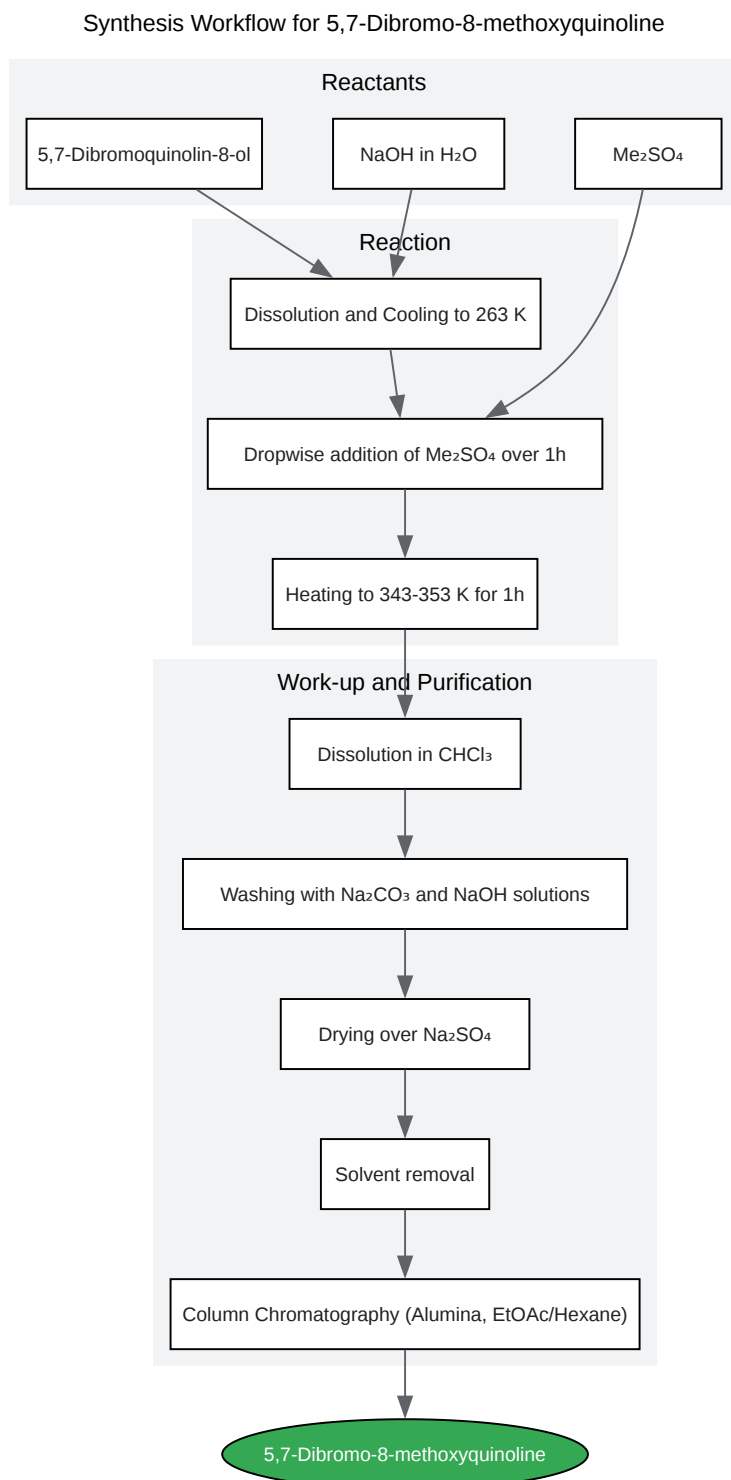 Synthesis Workflow for 5,7-Dibromo-8-methoxyquinoline
Reactants
5,7-Dibromoquinolin-8-ol
NaOH in H₂O
Me₂SO₄
Reaction
Dissolution and Cooling to 263 K
Dropwise addition of Me₂SO₄ over 1h
Heating to 343-353 K for 1h
Work-up and Purification
Dissolution in CHCl₃
Washing with Na₂CO₃ and NaOH solutions
Drying over Na₂SO₄
Solvent removal
Column Chromatography (Alumina, EtOAc/Hexane)
5,7-Dibromo-8-methoxyquinoline